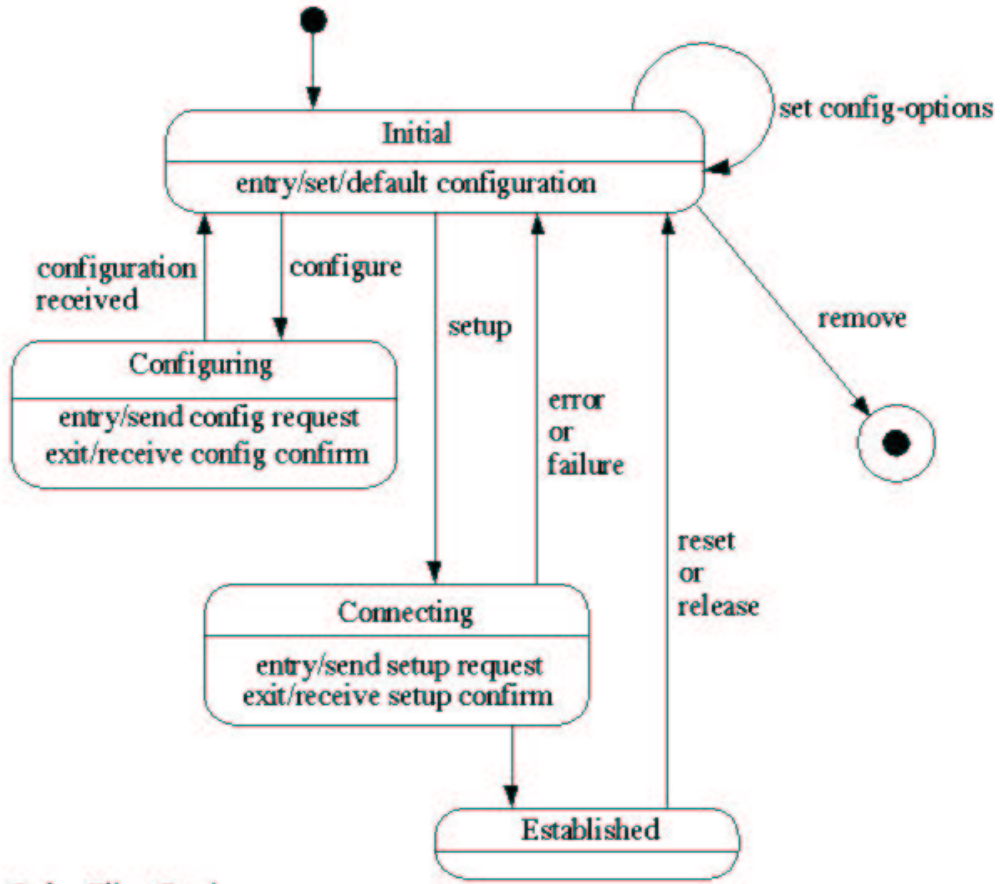 Initial
entry/set/default configuration
set config-options
configuration
received
configure
setup
remove
Configuring
entry/send config request
exit/receive config confirm
error
or
failure
reset
or
release
Connecting
entry/send setup request
exit/receive setup confirm
Established